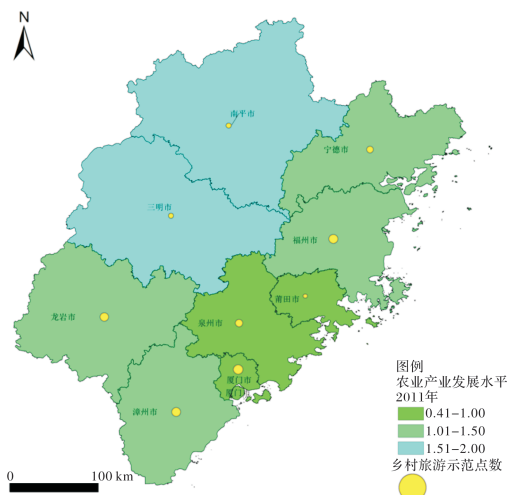 N
南平市
宁德市
三明市
福州市
莆田市
龙岩市
泉州市
厦门市
厦门
漳州市
图例
农业产业发展水平
2011年
0.41-1.00
1.01-1.50
1.51-2.00
乡村旅游示范点数
0 100 km